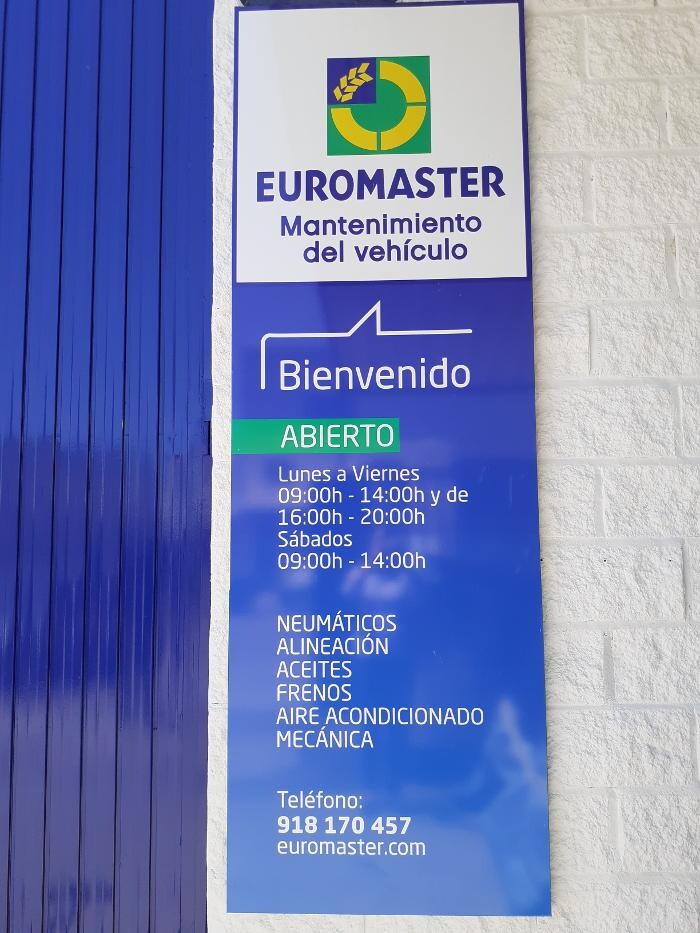 EUROMASTER
Mantenimiento
del vehículo
Bienvenido
ABIERTO
Lunes a Viernes
09:00h - 14:00h y de
16:00h - 20:00h
Sábados
09:00h - 14:00h
NEUMÁTICOS
ALINEACIÓN
ACEITES
FRENOS
AIRE ACONDICIONADO
MECÁNICA
Teléfono:
918 170 457
euromaster.com